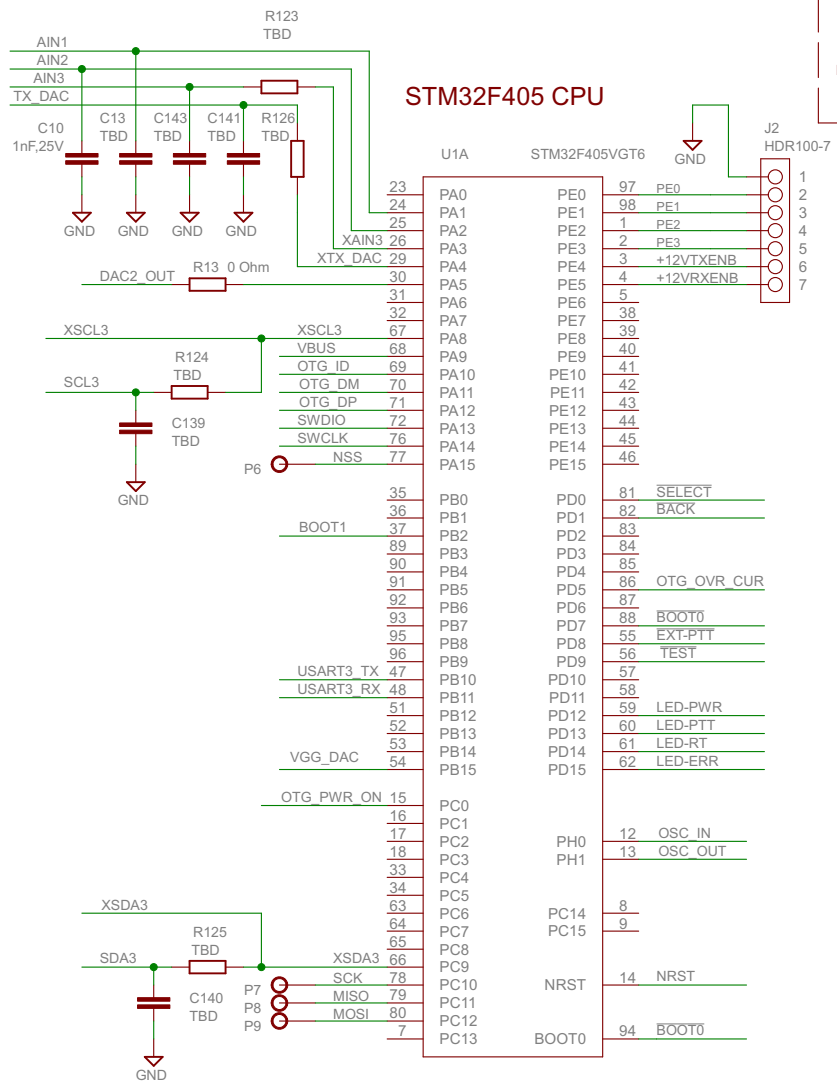 R123
TBD
AIN1
AIN2
AIN3
TX_DAC
STM32F405 CPU
C10
1nF,25V
C13
TBD
C143
TBD
C141
TBD
R126
TBD
GND
GND
GND
GND
GND
J2
HDR100-7
1
2
3
4
5
6
7
U1A
STM32F405VGT6
23 PA0
24 PA1
25 PA2
XAIN3 26 PA3
XTX_DAC 29 PA4
DAC2_OUT R13 0 Ohm 30 PA5
31 PA6
32 PA7
XSCL3 XSCL3 67 PA8
VBUS 68 PA9
OTG_ID 69 PA10
OTG_DM 70 PA11
OTG_DP 71 PA12
SWDIO 72 PA13
SWCLK 76 PA14
P6 NSS 77 PA15
R124
TBD
SCL3
C139
TBD
GND
35 PB0
36 PB1
BOOT1 37 PB2
89 PB3
90 PB4
91 PB5
92 PB6
93 PB7
95 PB8
96 PB9
USART3_TX 47 PB10
USART3_RX 48 PB11
51 PB12
52 PB13
53 PB14
VGG_DAC 54 PB15
OTG_PWR_ON 15 PC0
16 PC1
17 PC2
18 PC3
33 PC4
34 PC5
63 PC6
64 PC7
65 PC8
XSDA3 66 PC9
P7 SCK 78 PC10
P8 MISO 79 PC11
P9 MOSI 80 PC12
7 PC13
XSDA3
R125
TBD
SDA3
C140
TBD
GND
PE0 97 PE0
PE1 98 PE1
PE2 1 PE2
PE3 2 PE3
PE4 3 +12VTXENB
PE5 4 +12VRXENB
PE6 5
PE7 38
PE8 39
PE9 40
PE10 41
PE11 42
PE12 43
PE13 44
PE14 45
PE15 46
PD0 81 SELECT
PD1 82 BACK
PD2 83
PD3 84
PD4 85
PD5 86 OTG_OVR_CUR
PD6 87
PD7 88 BOOT0
PD8 55 EXT-PTT
PD9 56 TEST
PD10 57
PD11 58
PD12 59 LED-PWR
PD13 60 LED-PTT
PD14 61 LED-RT
PD15 62 LED-ERR
PH0 12 OSC_IN
PH1 13 OSC_OUT
PC14 8
PC15 9
NRST 14 NRST
BOOT0 94 BOOT0